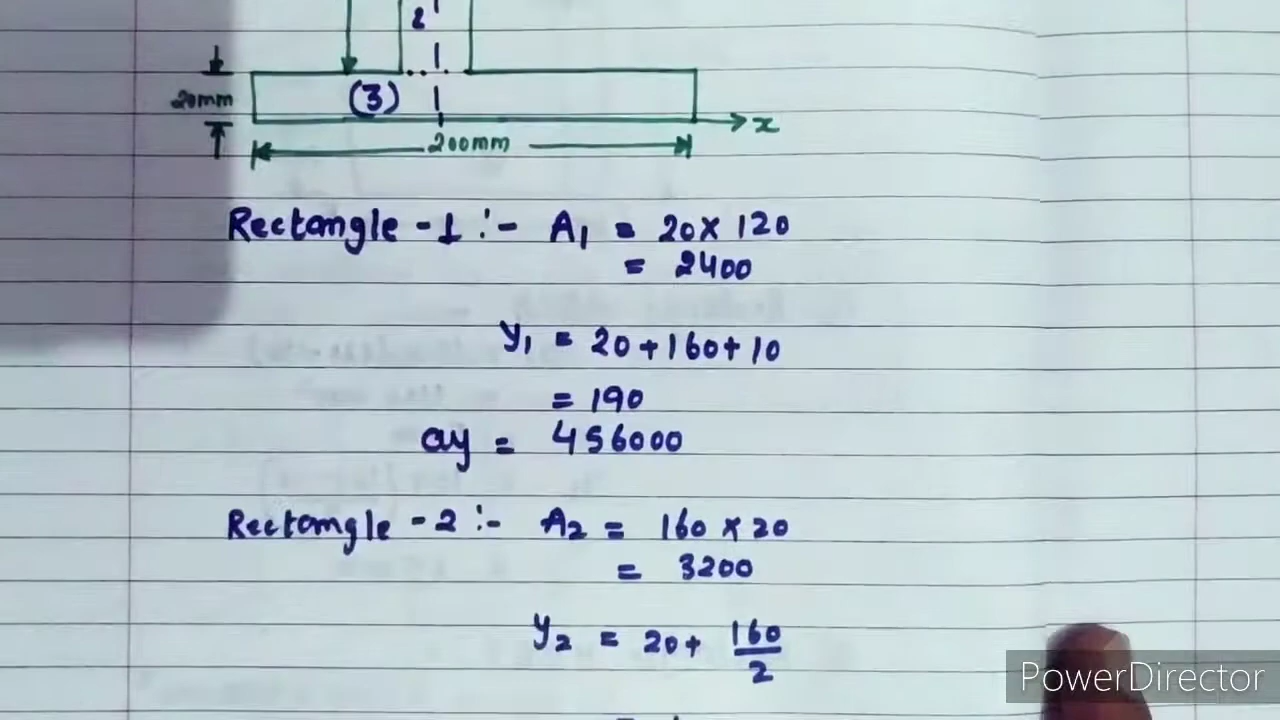 2
20mm
(3)
x
200mm
Rectangle - 1 :- A1 = 20 × 120
= 2400
y1 = 20 + 160 + 10
= 190
ay = 456000
Rectangle - 2 :- A2 = 160 × 20
= 3200
y2 = 20 + 160/2
PowerDirector